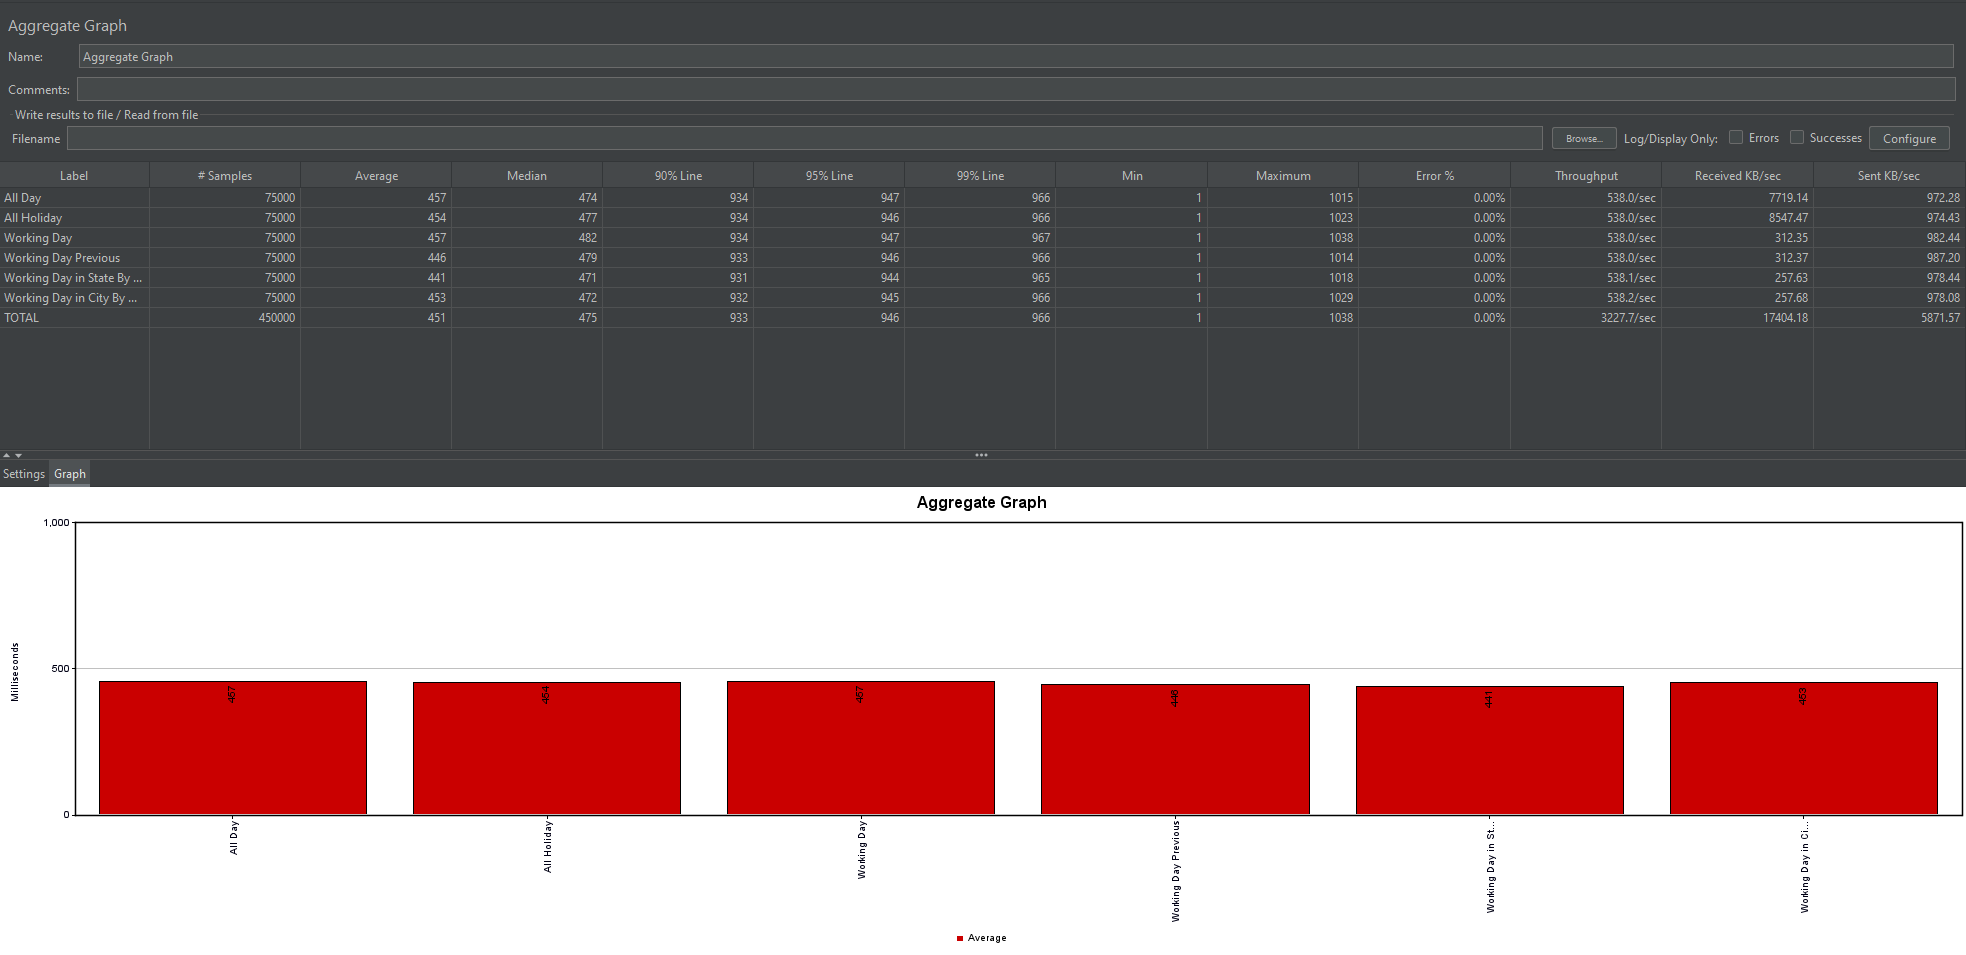 Aggregate Graph
Name: Aggregate Graph
Comments:
Write results to file / Read from file
Filename Browse... Log/Display Only: Errors Successes Configure
Label # Samples Average Median 90% Line 95% Line 99% Line Min Maximum Error % Throughput Received KB/sec Sent KB/sec
All Day 75000 457 474 934 947 966 1 1015 0.00% 538.0/sec 7719.14 972.28
All Holiday 75000 454 477 934 946 966 1 1023 0.00% 538.0/sec 8547.47 974.43
Working Day 75000 457 482 934 947 967 1 1038 0.00% 538.0/sec 312.35 982.44
Working Day Previous 75000 446 479 933 946 966 1 1014 0.00% 538.0/sec 312.37 987.20
Working Day in State By ... 75000 441 471 931 944 965 1 1018 0.00% 538.1/sec 257.63 978.44
Working Day in City By ... 75000 453 472 932 945 966 1 1029 0.00% 538.2/sec 257.68 978.08
TOTAL 450000 451 475 933 946 966 1 1038 0.00% 3227.7/sec 17404.18 5871.57
Settings Graph
Aggregate Graph
1,000
Milliseconds
500
457 454 457 446 441 453
0
All Day All Holiday Working Day Working Day Previous Working Day in St... Working Day in Ci...
Average